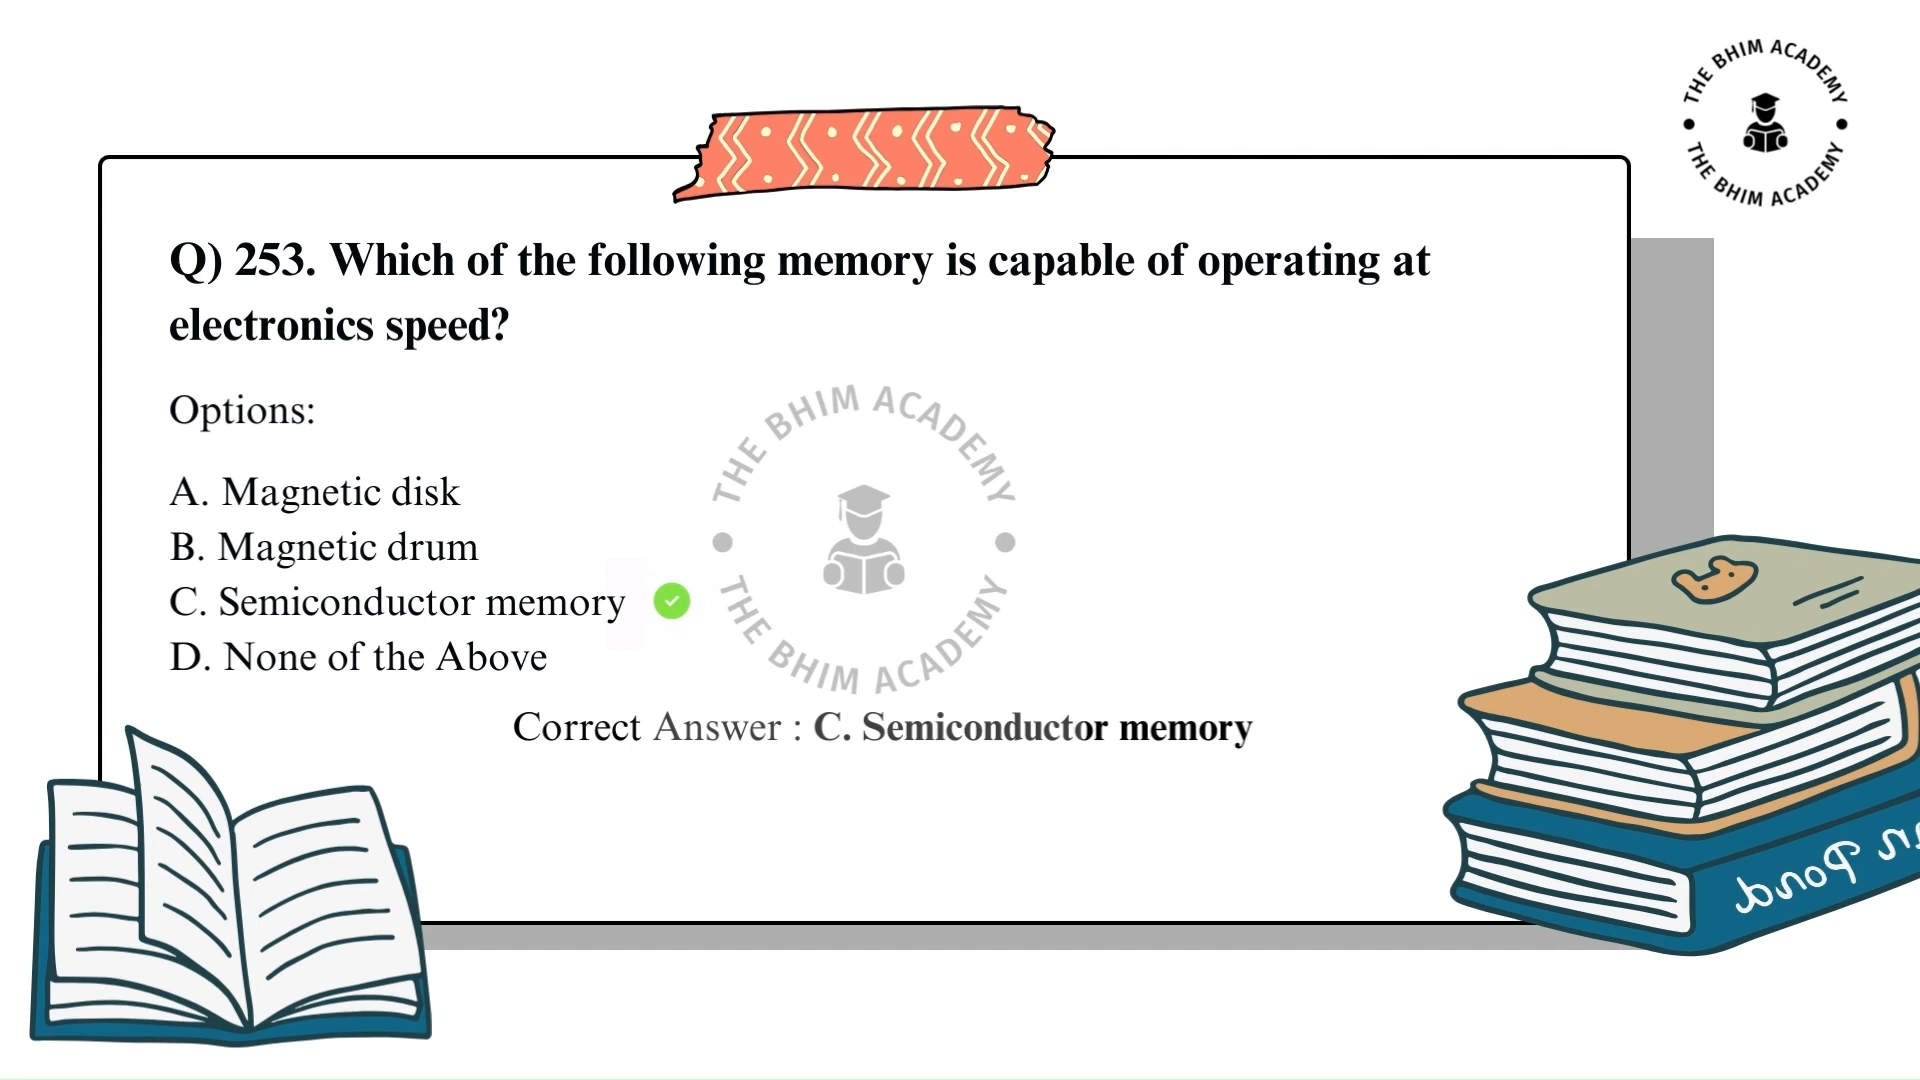 THE BHIM ACADEMY
THE BHIM ACADEMY
Q) 253. Which of the following memory is capable of operating at
electronics speed?
Options:
THE BHIM ACADEMY
A. Magnetic disk
B. Magnetic drum
C. Semiconductor memory
D. None of the Above
THE BHIM ACADEMY
Correct Answer : C. Semiconductor memory